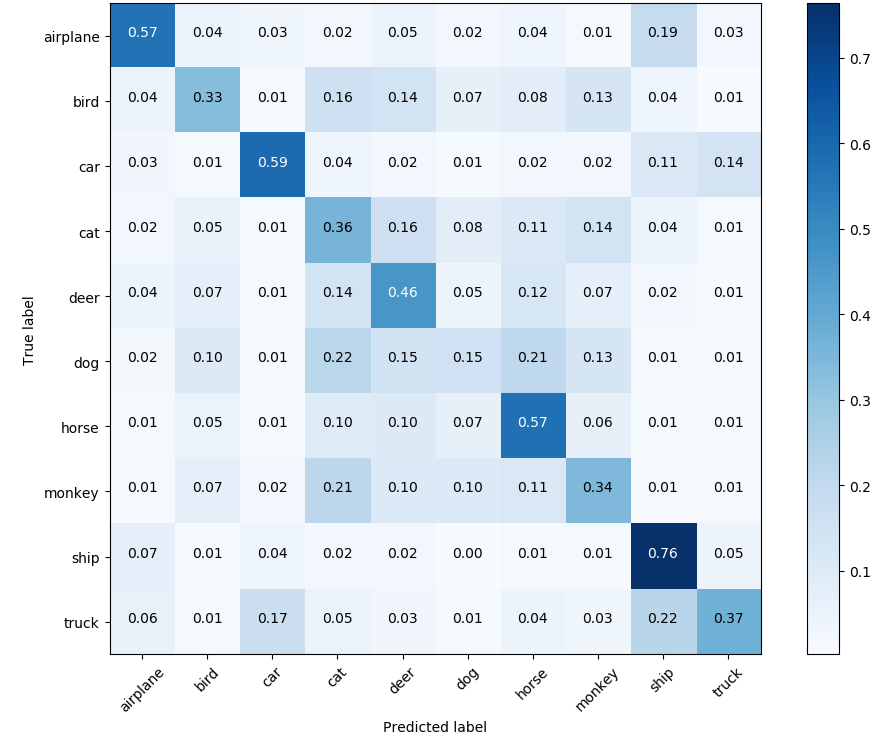 airplane 0.57 0.04 0.03 0.02 0.05 0.02 0.04 0.01 0.19 0.03
bird 0.04 0.33 0.01 0.16 0.14 0.07 0.08 0.13 0.04 0.01
car 0.03 0.01 0.59 0.04 0.02 0.01 0.02 0.02 0.11 0.14
cat 0.02 0.05 0.01 0.36 0.16 0.08 0.11 0.14 0.04 0.01
deer 0.04 0.07 0.01 0.14 0.46 0.05 0.12 0.07 0.02 0.01
dog 0.02 0.10 0.01 0.22 0.15 0.15 0.21 0.13 0.01 0.01
horse 0.01 0.05 0.01 0.10 0.10 0.07 0.57 0.06 0.01 0.01
monkey 0.01 0.07 0.02 0.21 0.10 0.10 0.11 0.34 0.01 0.01
ship 0.07 0.01 0.04 0.02 0.02 0.00 0.01 0.01 0.76 0.05
truck 0.06 0.01 0.17 0.05 0.03 0.01 0.04 0.03 0.22 0.37
airplane bird car cat deer dog horse monkey ship truck
Predicted label
True label
0.7
0.6
0.5
0.4
0.3
0.2
0.1